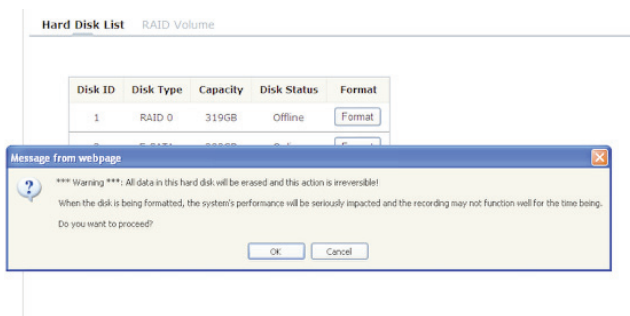 Hard Disk List RAID Volume
Disk ID Disk Type Capacity Disk Status Format
1 RAID 0 319GB Offline Format
Message from webpage
*** Warning ***: All data in this hard disk will be erased and this action is irreversible!
When the disk is being formatted, the system's performance will be seriously impacted and the recording may not function well for the time being.
Do you want to proceed?
OK Cancel